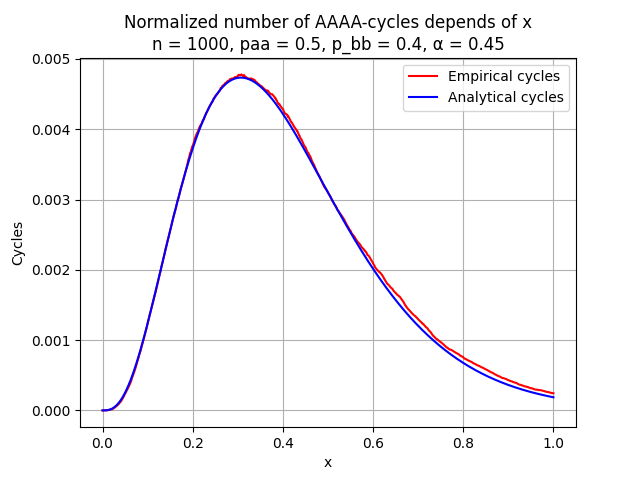 Normalized number of AAAA-cycles depends of x
n = 1000, paa = 0.5, p_bb = 0.4, α = 0.45
Empirical cycles
Analytical cycles
0.005
0.004
0.003
0.002
0.001
0.000
Cycles
0.0 0.2 0.4 0.6 0.8 1.0
x